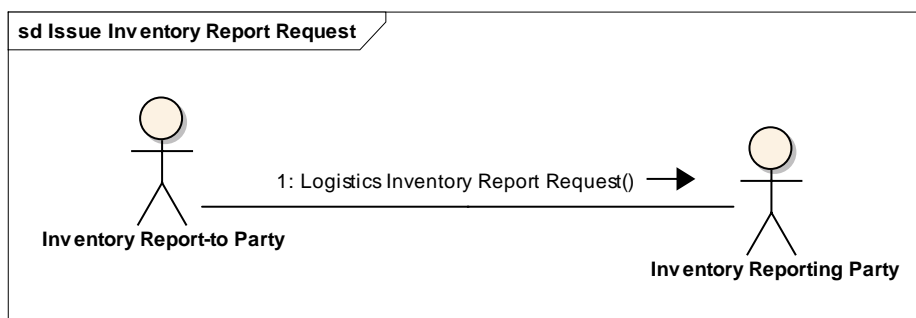 sd Issue Inventory Report Request
1: Logistics Inventory Report Request()
Inventory Report-to Party
Inventory Reporting Party